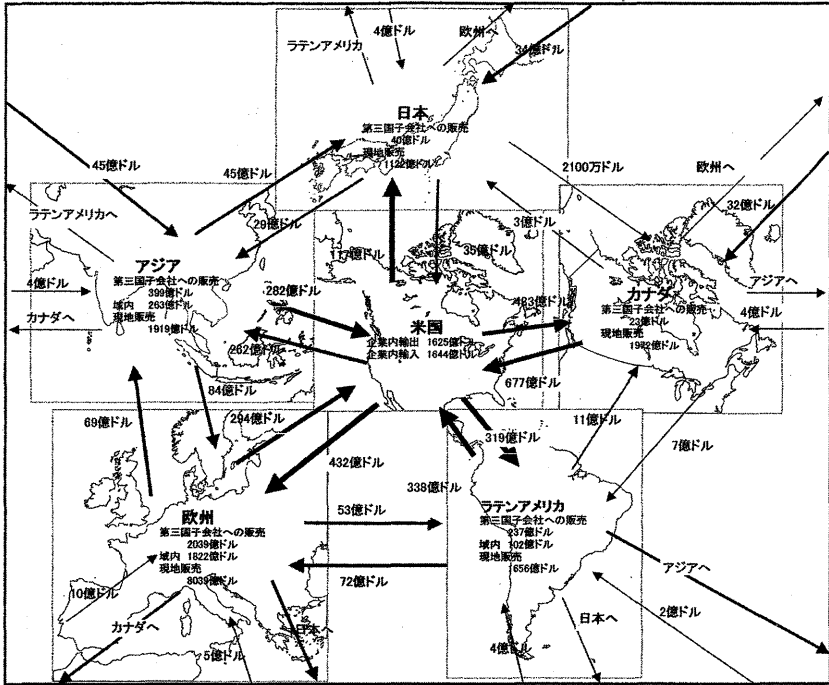 4億ドル
欧州へ
ラテンアメリカ
34億ドル
日本
第三国子会社への販売
40億ドル
現地販売
1122億ドル
45億ドル
45億ドル
2100万ドル
欧州へ
ラテンアメリカへ
29億ドル
3億ドル
32億ドル
アジア
第三国子会社への販売
399億ドル
域内 263億ドル
現地販売
1919億ドル
4億ドル
カナダへ
282億ドル
262億ドル
84億ドル
35億ドル
米国
企業内輸出 1625億ドル
企業内輸入 1644億ドル
483億ドル
677億ドル
カナダ
第三国子会社への販売
23億ドル
現地販売
アジアへ
4億ドル
69億ドル
294億ドル
432億ドル
319億ドル
338億ドル
11億ドル
7億ドル
欧州
第三国子会社への販売
2039億ドル
域内 1822億ドル
現地販売
8039億ドル
53億ドル
72億ドル
ラテンアメリカ
第三国子会社への販売
237億ドル
域内 102億ドル
現地販売
656億ドル
アジアへ
10億ドル
カナダへ
日本へ
5億ドル
4億ドル
日本へ
2億ドル